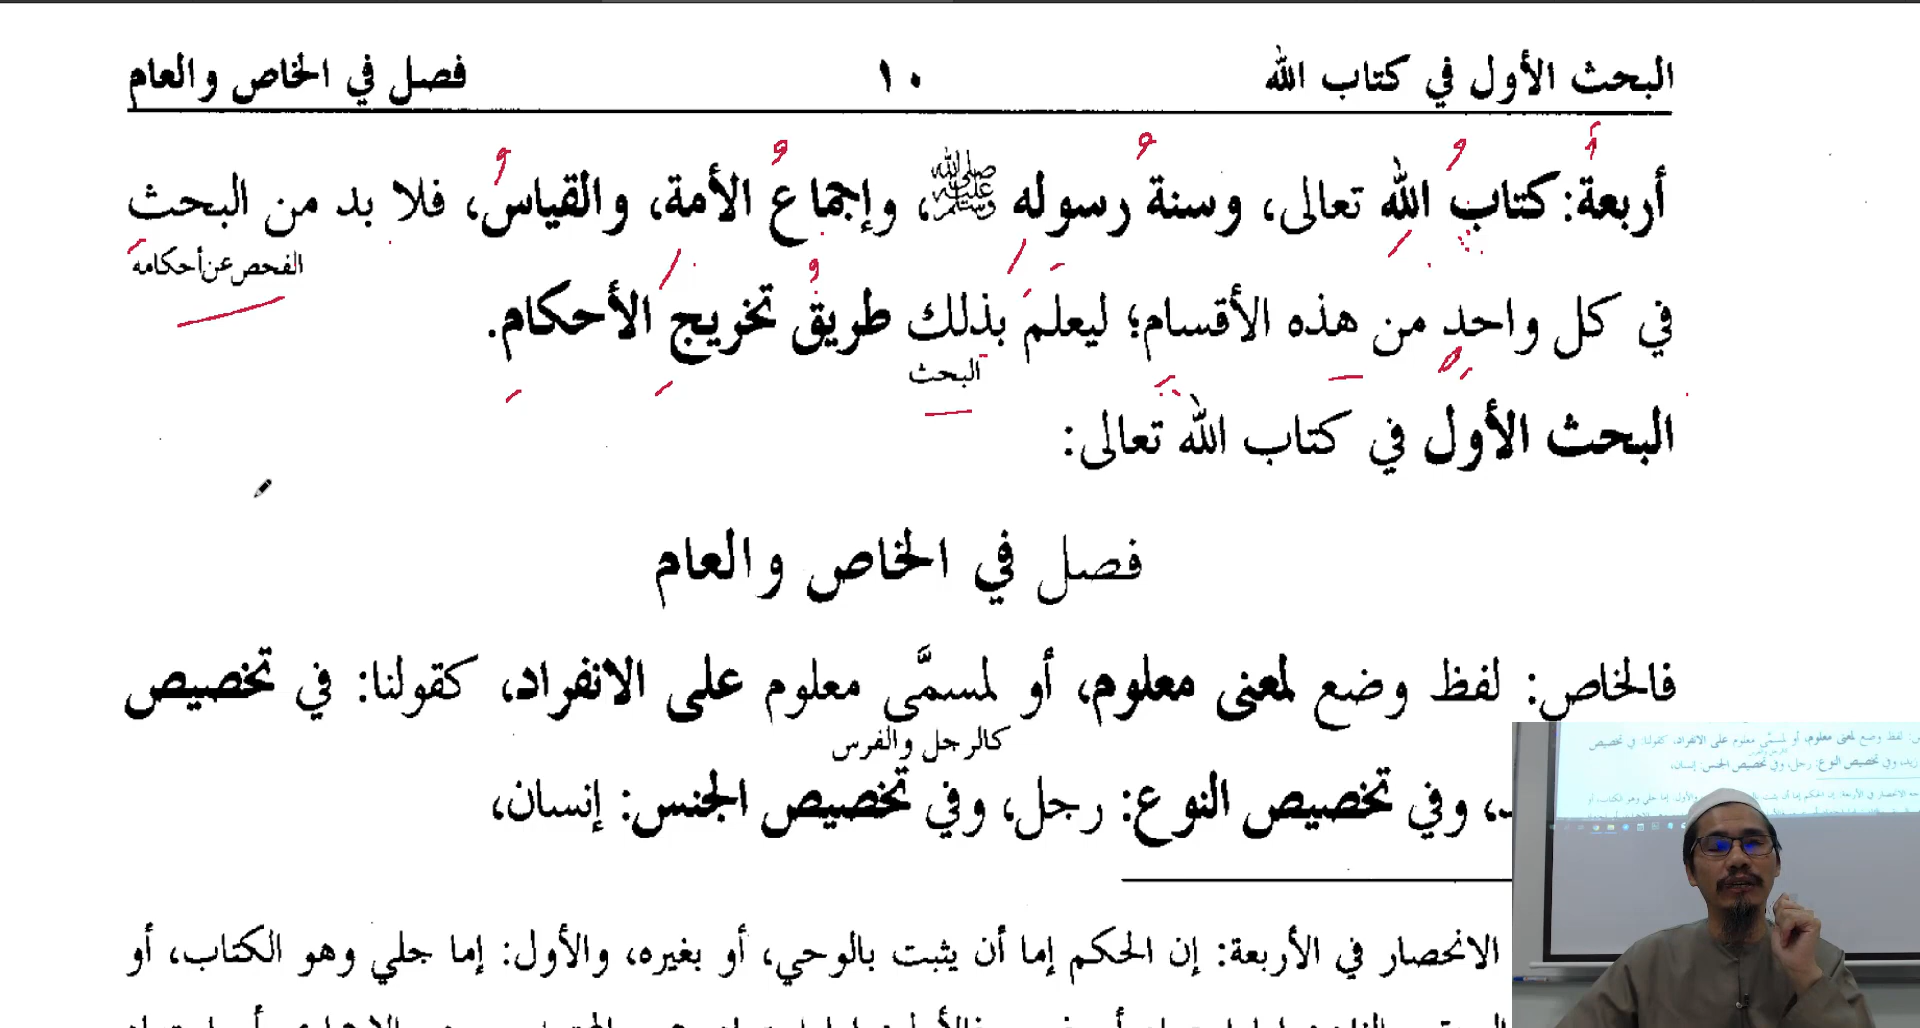 البحث الأول في كتاب الله ١٠ فصل في الخاص والعام
أربعة: كتاب الله تعالى، وسنة رسوله ﷺ، وإجماع الأمة، والقياس، فلا بد من البحث
الفحص عن أحكامه
في كل واحد من هذه الأقسام؛ ليعلم بذلك طريق تخريج الأحكام.
البحث
البحث الأول في كتاب الله تعالى:
فصل في الخاص والعام
فالخاص: لفظ وضع لمعنى معلوم، أو لمسمَّى معلوم على الانفراد، كقولنا: في تخصيص
كالرجل والفرس
وفي تخصيص النوع: رجل، وفي تخصيص الجنس: إنسان،
الانحصار في الأربعة: إن الحكم إما أن يثبت بالوحي، أو بغيره، والأول: إما جلي وهو الكتاب، أو